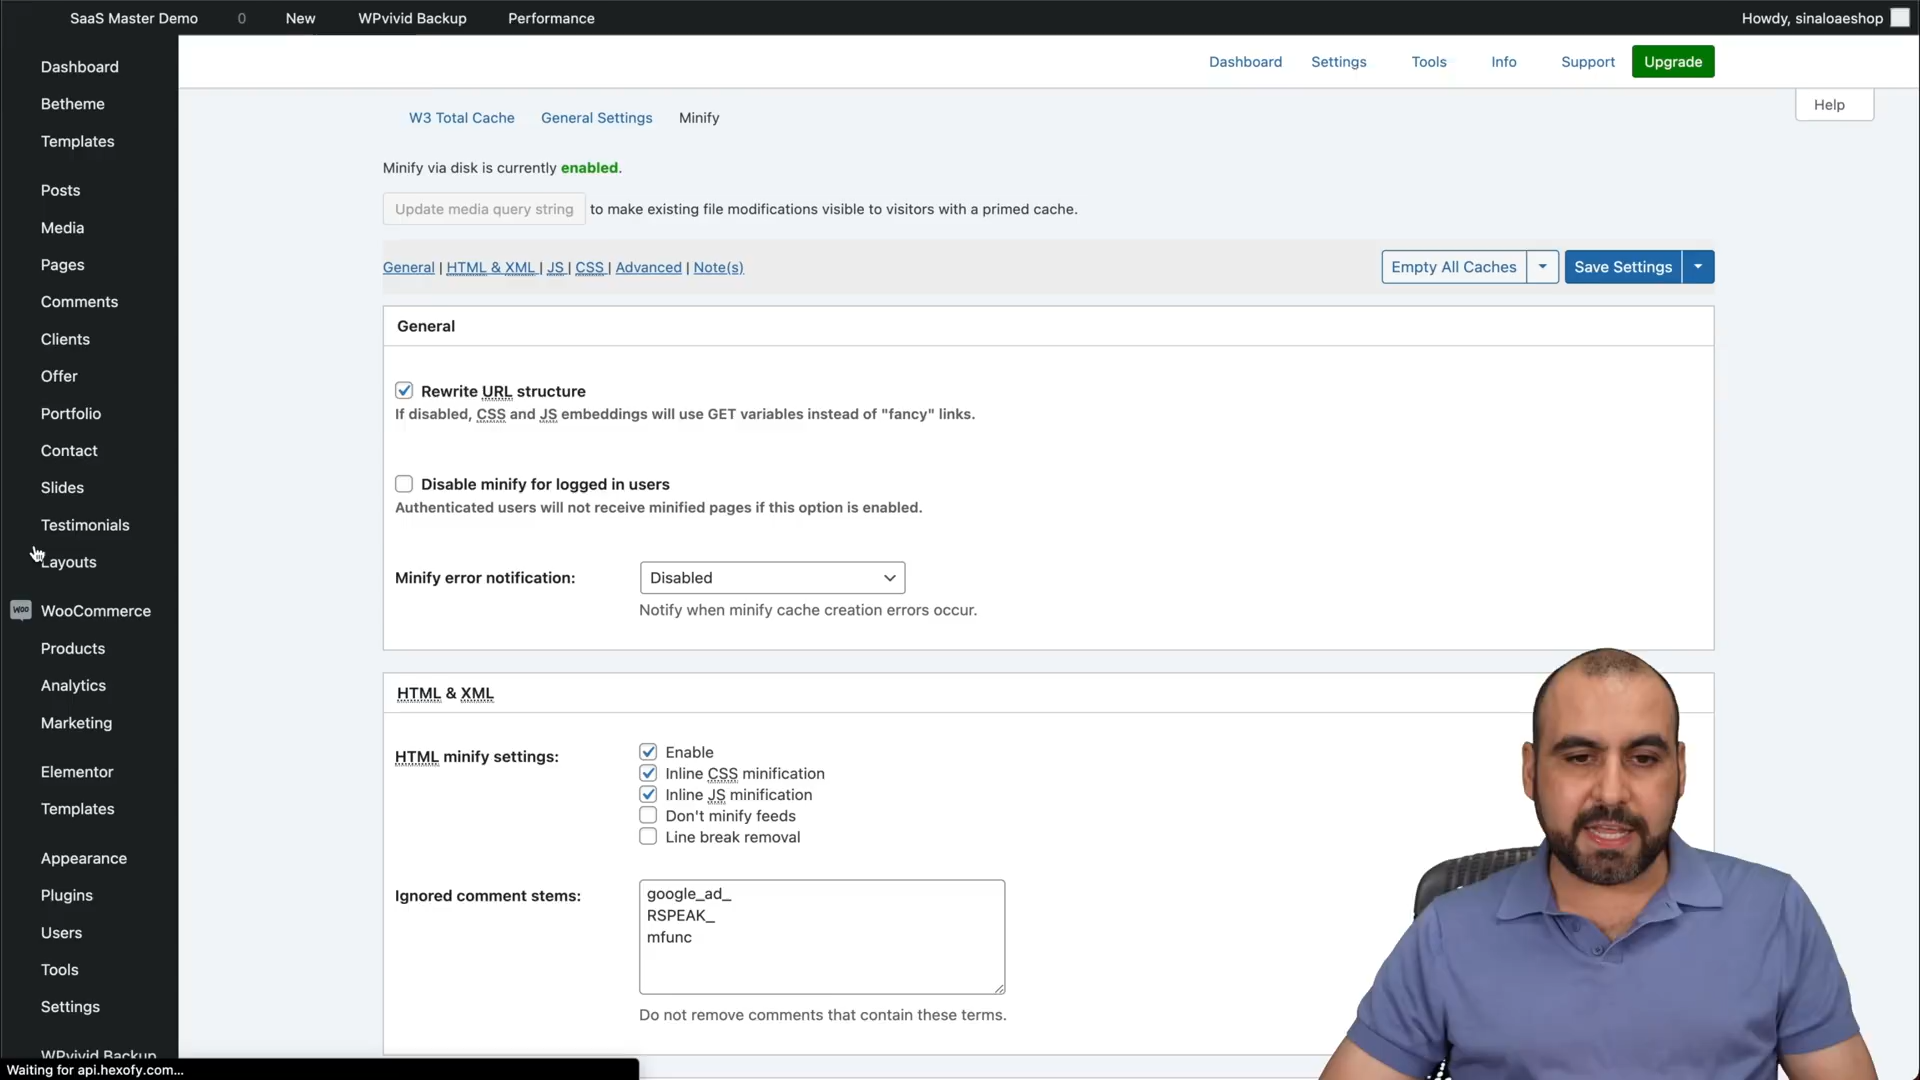 SaaS Master Demo 0 New WPvivid Backup Performance Howdy, sinaloaeshop
Dashboard Settings Tools Info Support Upgrade
Help
Dashboard
Betheme
Templates
Posts
Media
Pages
Comments
Clients
Offer
Portfolio
Contact
Slides
Testimonials
Layouts
Woo WooCommerce
Products
Analytics
Marketing
Elementor
Templates
Appearance
Plugins
Users
Tools
Settings
WPvivid Backup
Waiting for api.hexofy.com...
W3 Total Cache General Settings Minify
Minify via disk is currently enabled.
Update media query string to make existing file modifications visible to visitors with a primed cache.
General | HTML & XML | JS | CSS | Advanced | Note(s)
Empty All Caches Save Settings
General
Rewrite URL structure
If disabled, CSS and JS embeddings will use GET variables instead of "fancy" links.
Disable minify for logged in users
Authenticated users will not receive minified pages if this option is enabled.
Minify error notification: Disabled
Notify when minify cache creation errors occur.
HTML & XML
HTML minify settings: Enable
Inline CSS minification
Inline JS minification
Don't minify feeds
Line break removal
Ignored comment stems: google_ad_
RSPEAK_
mfunc
Do not remove comments that contain these terms.